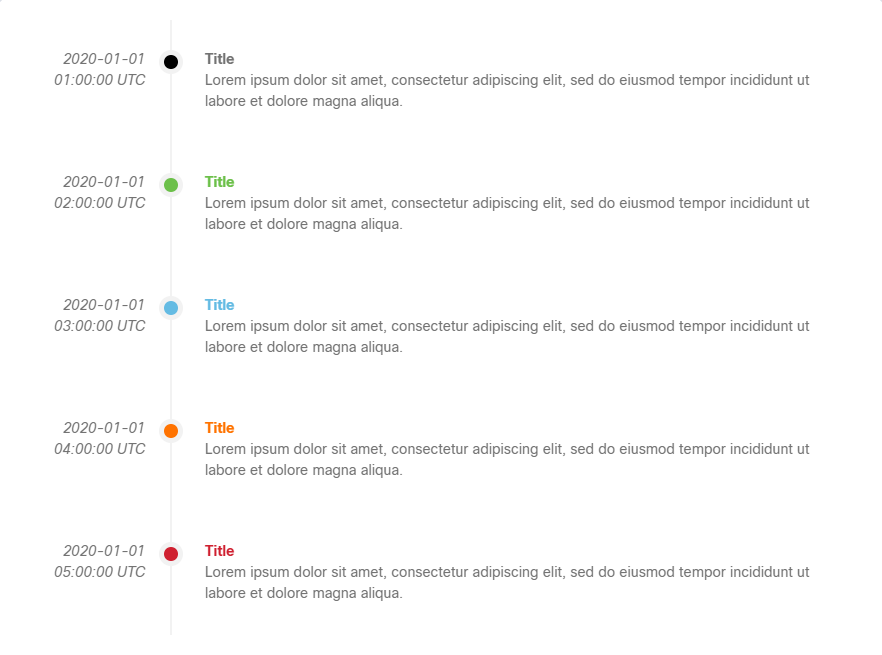 2020-01-01 Title
01:00:00 UTC Lorem ipsum dolor sit amet, consectetur adipiscing elit, sed do eiusmod tempor incididunt ut
labore et dolore magna aliqua.
2020-01-01 Title
02:00:00 UTC Lorem ipsum dolor sit amet, consectetur adipiscing elit, sed do eiusmod tempor incididunt ut
labore et dolore magna aliqua.
2020-01-01 Title
03:00:00 UTC Lorem ipsum dolor sit amet, consectetur adipiscing elit, sed do eiusmod tempor incididunt ut
labore et dolore magna aliqua.
2020-01-01 Title
04:00:00 UTC Lorem ipsum dolor sit amet, consectetur adipiscing elit, sed do eiusmod tempor incididunt ut
labore et dolore magna aliqua.
2020-01-01 Title
05:00:00 UTC Lorem ipsum dolor sit amet, consectetur adipiscing elit, sed do eiusmod tempor incididunt ut
labore et dolore magna aliqua.